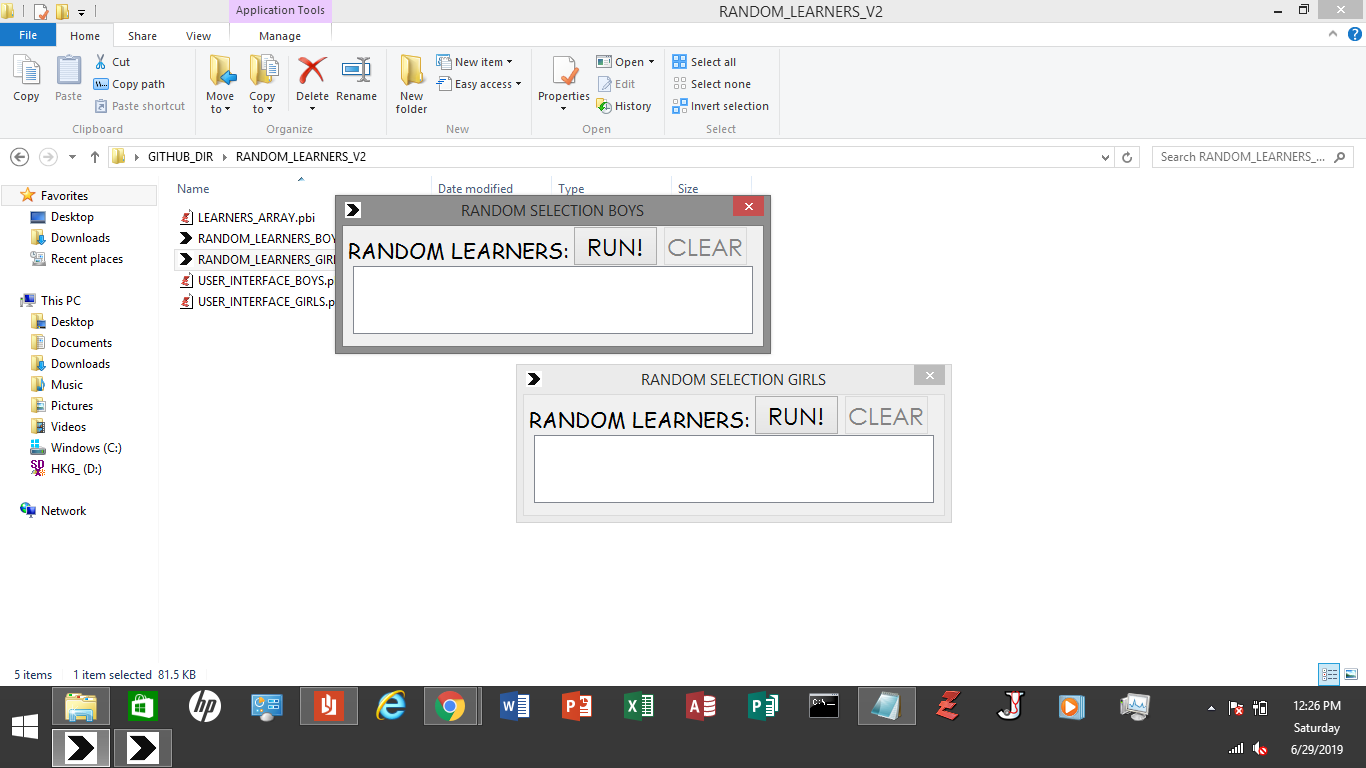 Application Tools
RANDOM_LEARNERS_V2
File Home Share View Manage
Copy
Paste
Cut
Copy path
Paste shortcut
Clipboard
Move to
Copy to
Delete
Rename
Organize
New folder
New item
Easy access
New
Properties
Open
Edit
History
Open
Select all
Select none
Invert selection
Select
GITHUB_DIR RANDOM_LEARNERS_V2
Search RANDOM_LEARNERS_...
Name Date modified Type Size
Favorites
Desktop
Downloads
Recent places
This PC
Desktop
Documents
Downloads
Music
Pictures
Videos
Windows (C:)
HKG_ (D:)
Network
LEARNERS_ARRAY.pbi
RANDOM_LEARNERS_BOY
RANDOM_LEARNERS_GIRL
USER_INTERFACE_BOYS.p
USER_INTERFACE_GIRLS.p
RANDOM SELECTION BOYS
RANDOM LEARNERS: RUN! CLEAR
RANDOM SELECTION GIRLS
RANDOM LEARNERS: RUN! CLEAR
5 items 1 item selected 81.5 KB
12:26 PM
Saturday
6/29/2019